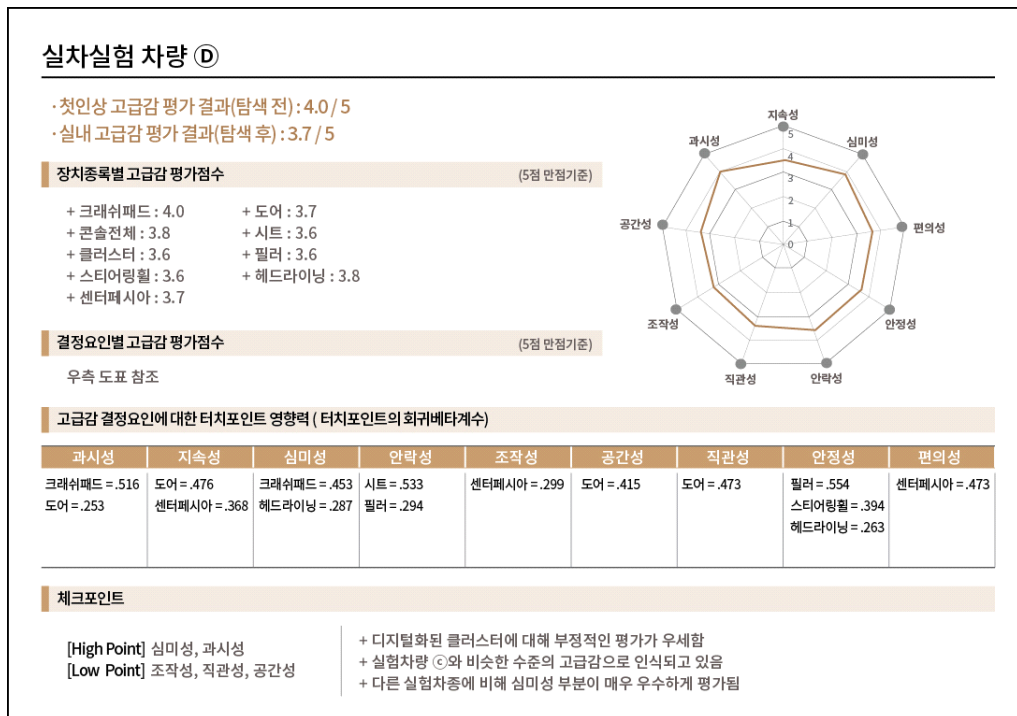 실차실험 차량 Ⓓ
· 첫인상 고급감 평가 결과(탐색 전) : 4.0 / 5
· 실내 고급감 평가 결과(탐색 후) : 3.7 / 5
장치종록별 고급감 평가점수 (5점 만점기준)
+ 크래쉬패드 : 4.0 + 도어 : 3.7
+ 콘솔전체 : 3.8 + 시트 : 3.6
+ 클러스터 : 3.6 + 필러 : 3.6
+ 스티어링휠 : 3.6 + 헤드라이닝 : 3.8
+ 센터페시아 : 3.7
결정요인별 고급감 평가점수 (5점 만점기준)
우측 도표 참조
지속성
심미성
편의성
안정성
안락성
직관성
조작성
공간성
과시성
5
4
3
2
1
0
고급감 결정요인에 대한 터치포인트 영향력 ( 터치포인트의 회귀베타계수)
과시성 지속성 심미성 안락성 조작성 공간성 직관성 안정성 편의성
크래쉬패드 = .516 도어 = .476 크래쉬패드 = .453 시트 = .533 센터페시아 = .299 도어 = .415 도어 = .473 필러 = .554 센터페시아 = .473
도어 = .253 센터페시아 = .368 헤드라이닝 = .287 필러 = .294 스티어링휠 = .394
헤드라이닝 = .263
체크포인트
[High Point] 심미성, 과시성
[Low Point] 조작성, 직관성, 공간성
+ 디지털화된 클러스터에 대해 부정적인 평가가 우세함
+ 실험차량 ⓒ와 비슷한 수준의 고급감으로 인식되고 있음
+ 다른 실험차종에 비해 심미성 부분이 매우 우수하게 평가됨